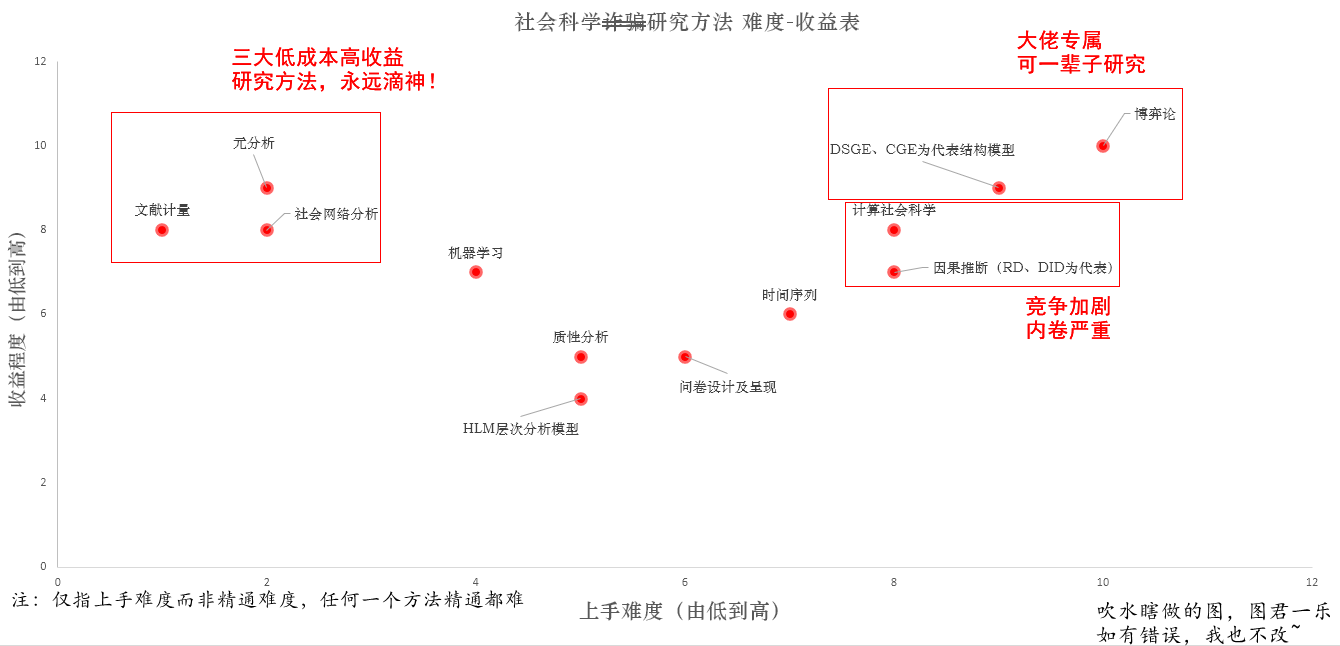 社会科学诈骗研究方法 难度-收益表
三大低成本高收益
研究方法，永远滴神！
大佬专属
可一辈子研究
12
10
8
6
4
2
0
收益程度（由低到高）
元分析
文献计量
社会网络分析
机器学习
质性分析
HLM层次分析模型
问卷设计及呈现
时间序列
博弈论
DSGE、CGE为代表结构模型
计算社会科学
因果推断（RD、DID为代表）
竞争加剧
内卷严重
0
2
4
6
8
10
12
上手难度（由低到高）
注：仅指上手难度而非精通难度，任何一个方法精通都难
吹水瞎做的图，图君一乐
如有错误，我也不改~